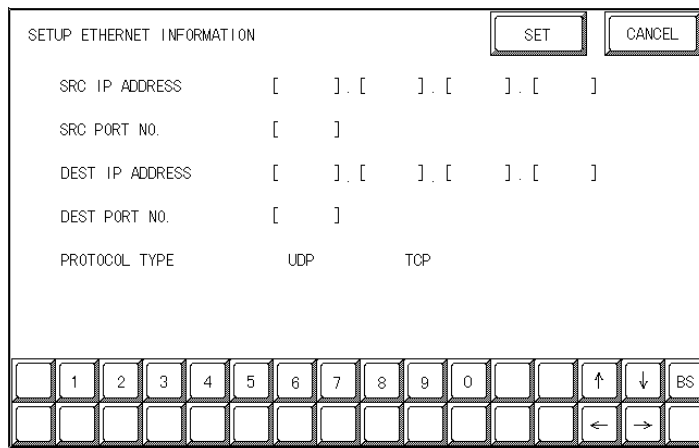 SETUP ETHERNET INFORMATION SET CANCEL
SRC IP ADDRESS [ ].[ ].[ ].[ ]
SRC PORT NO. [ ]
DEST IP ADDRESS [ ].[ ].[ ].[ ]
DEST PORT NO. [ ]
PROTOCOL TYPE UDP TCP
1 2 3 4 5 6 7 8 9 0 ↑ ↓ BS
← →